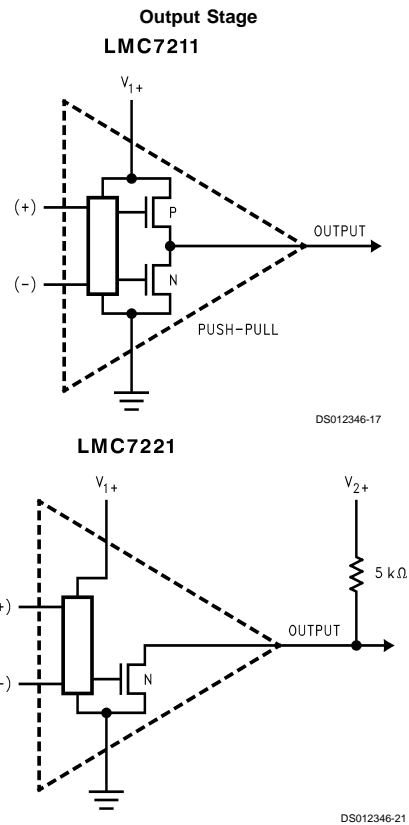 Output Stage
LMC7211
V1+
(+)
P
OUTPUT
(-)
N
PUSH-PULL
DS012346-17
LMC7221
V1+
V2+
5 kΩ
+)
OUTPUT
-)
N
DS012346-21